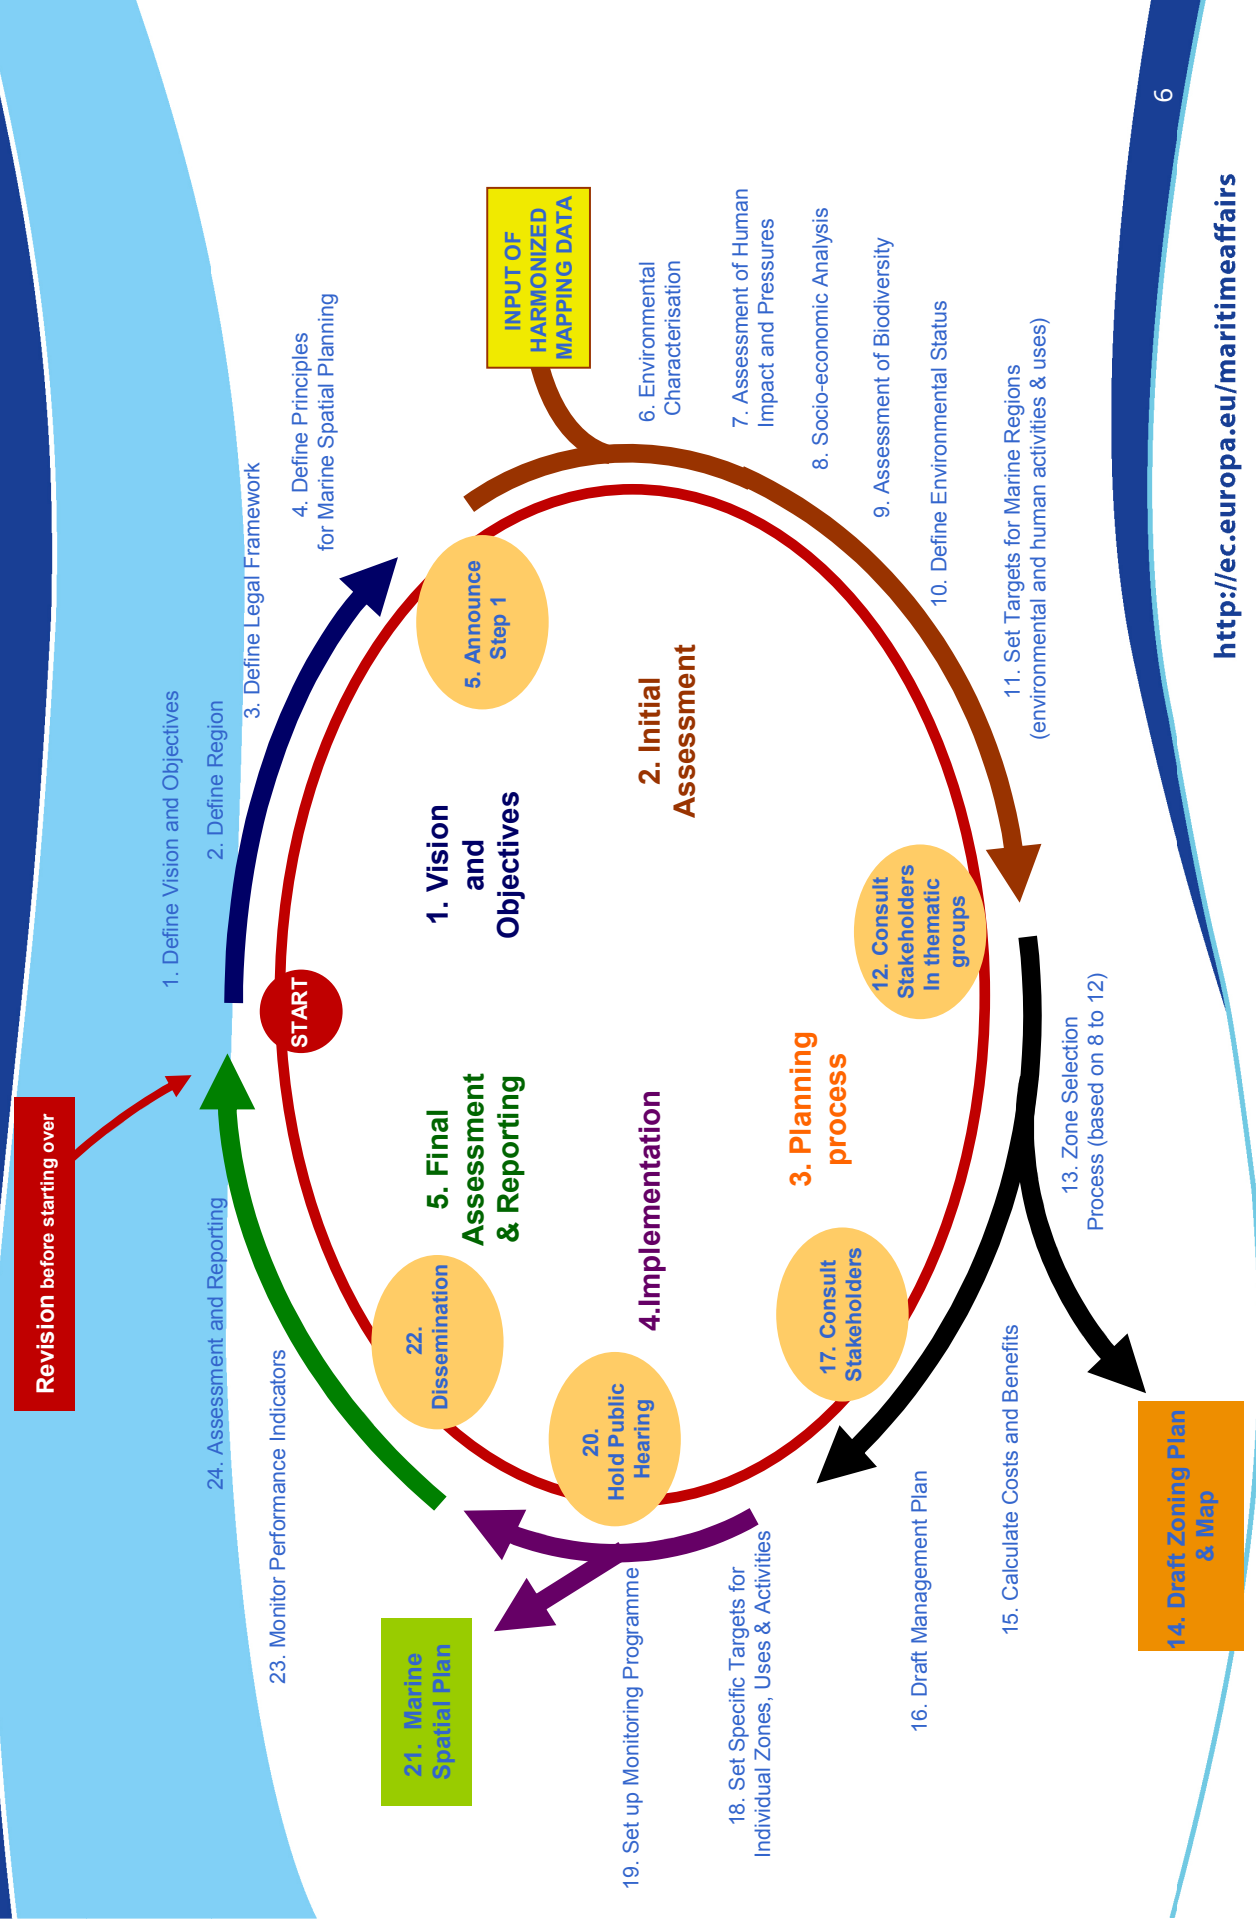 Revision before starting over
START
1. Define Vision and Objectives
2. Define Region
3. Define Legal Framework
4. Define Principles
for Marine Spatial Planning
5. Announce
Step 1
1. Vision
and
Objectives
INPUT OF
HARMONIZED
MAPPING DATA
6. Environmental
Characterisation
7. Assessment of Human
Impact and Pressures
8. Socio-economic Analysis
9. Assessment of Biodiversity
10. Define Environmental Status
11. Set Targets for Marine Regions
(environmental and human activities & uses)
2. Initial
Assessment
12. Consult
Stakeholders
In thematic
groups
13. Zone Selection
Process (based on 8 to 12)
3. Planning
process
14. Draft Zoning Plan
& Map
15. Calculate Costs and Benefits
16. Draft Management Plan
17. Consult
Stakeholders
18. Set Specific Targets for
Individual Zones, Uses & Activities
19. Set up Monitoring Programme
4.Implementation
20.
Hold Public
Hearing
21. Marine
Spatial Plan
22.
Dissemination
23. Monitor Performance Indicators
24. Assessment and Reporting
5. Final
Assessment
& Reporting
http://ec.europa.eu/maritimeaffairs
6